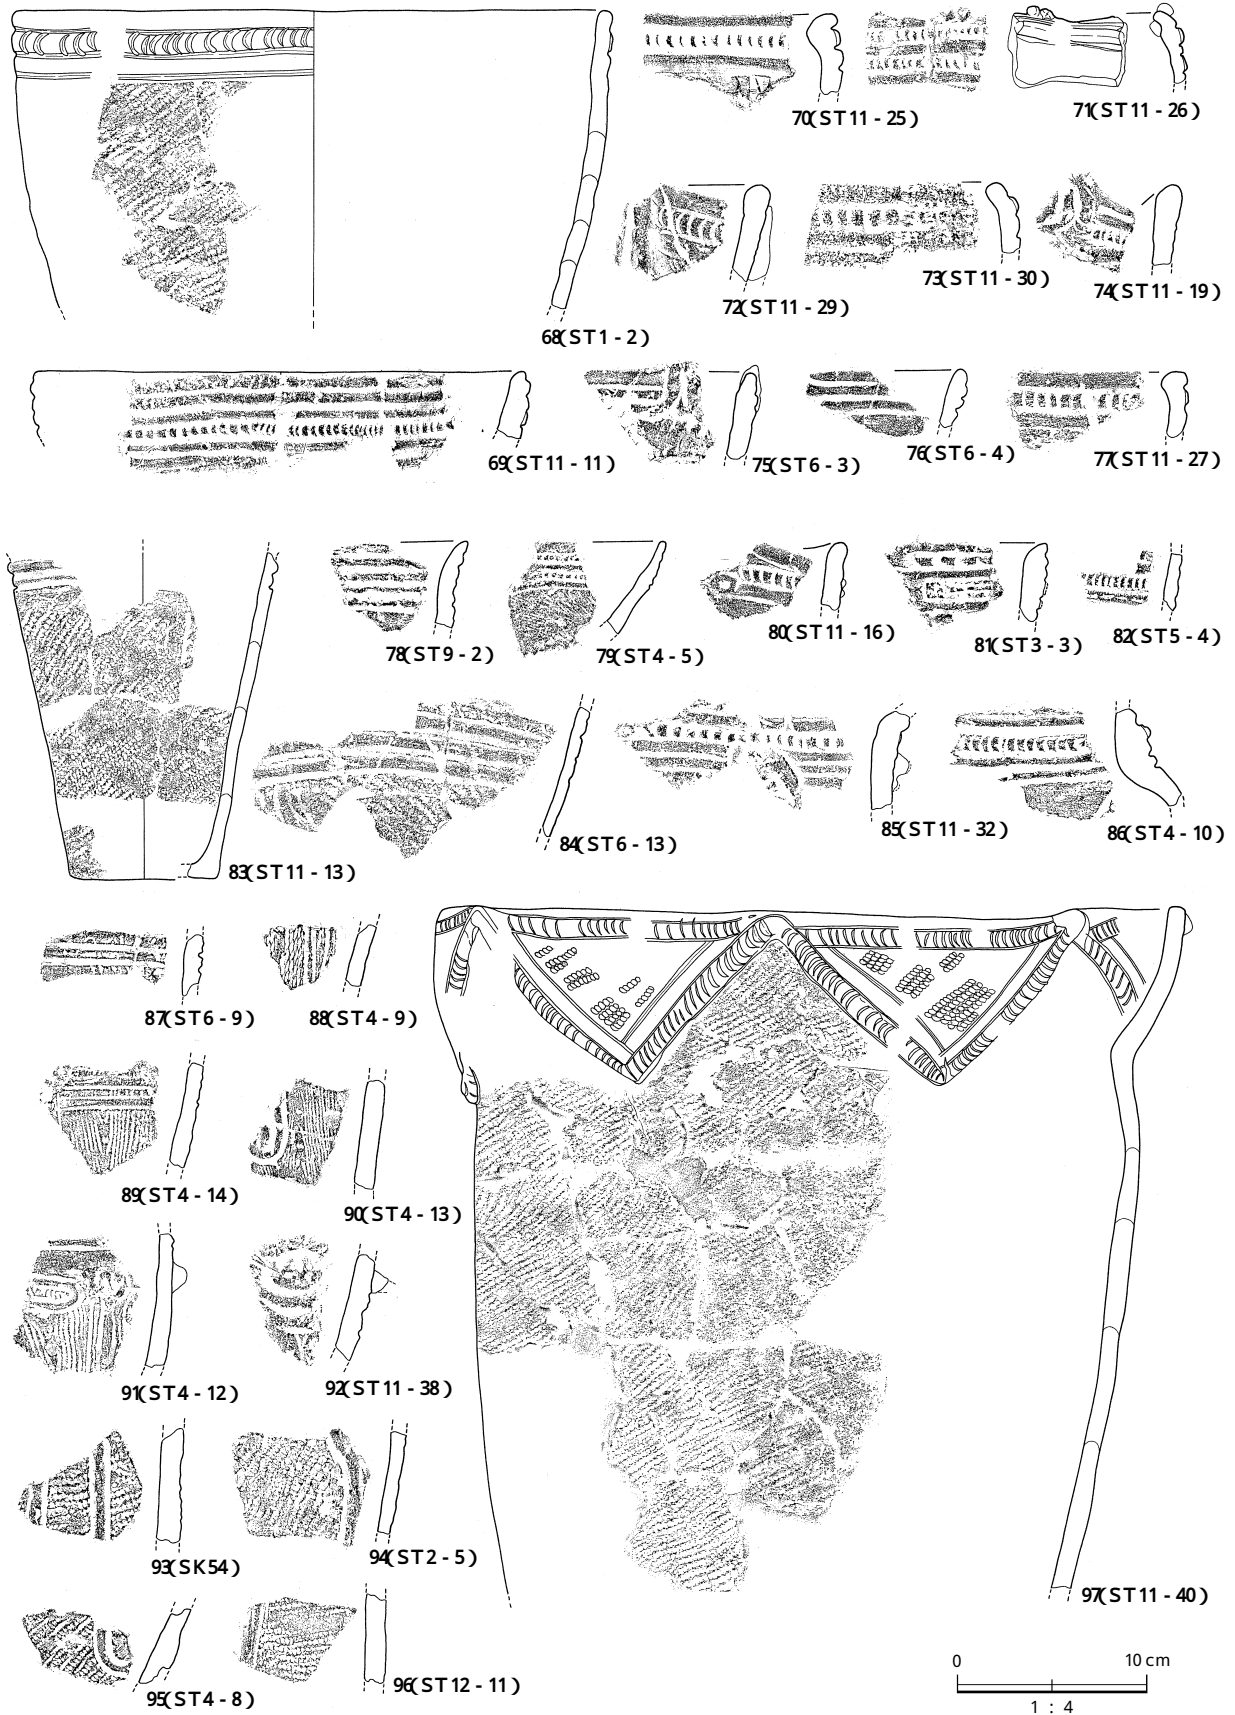 70(ST11-25)
71(ST11-26)
72(ST11-29)
73(ST11-30)
74(ST11-19)
68(ST1-2)
69(ST11-11)
75(ST6-3)
76(ST6-4)
77(ST11-27)
78(ST9-2)
79(ST4-5)
80(ST11-16)
81(ST3-3)
82(ST5-4)
83(ST11-13)
84(ST6-13)
85(ST11-32)
86(ST4-10)
87(ST6-9)
88(ST4-9)
89(ST4-14)
90(ST4-13)
91(ST4-12)
92(ST11-38)
93(SK54)
94(ST2-5)
95(ST4-8)
96(ST12-11)
97(ST11-40)
0 10cm
1:4